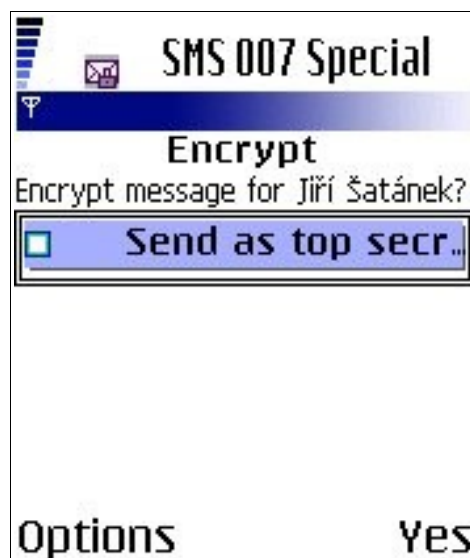 SMS 007 Special
Encrypt
Encrypt message for Jiří Šatánek?
Send as top secr…
Options Yes